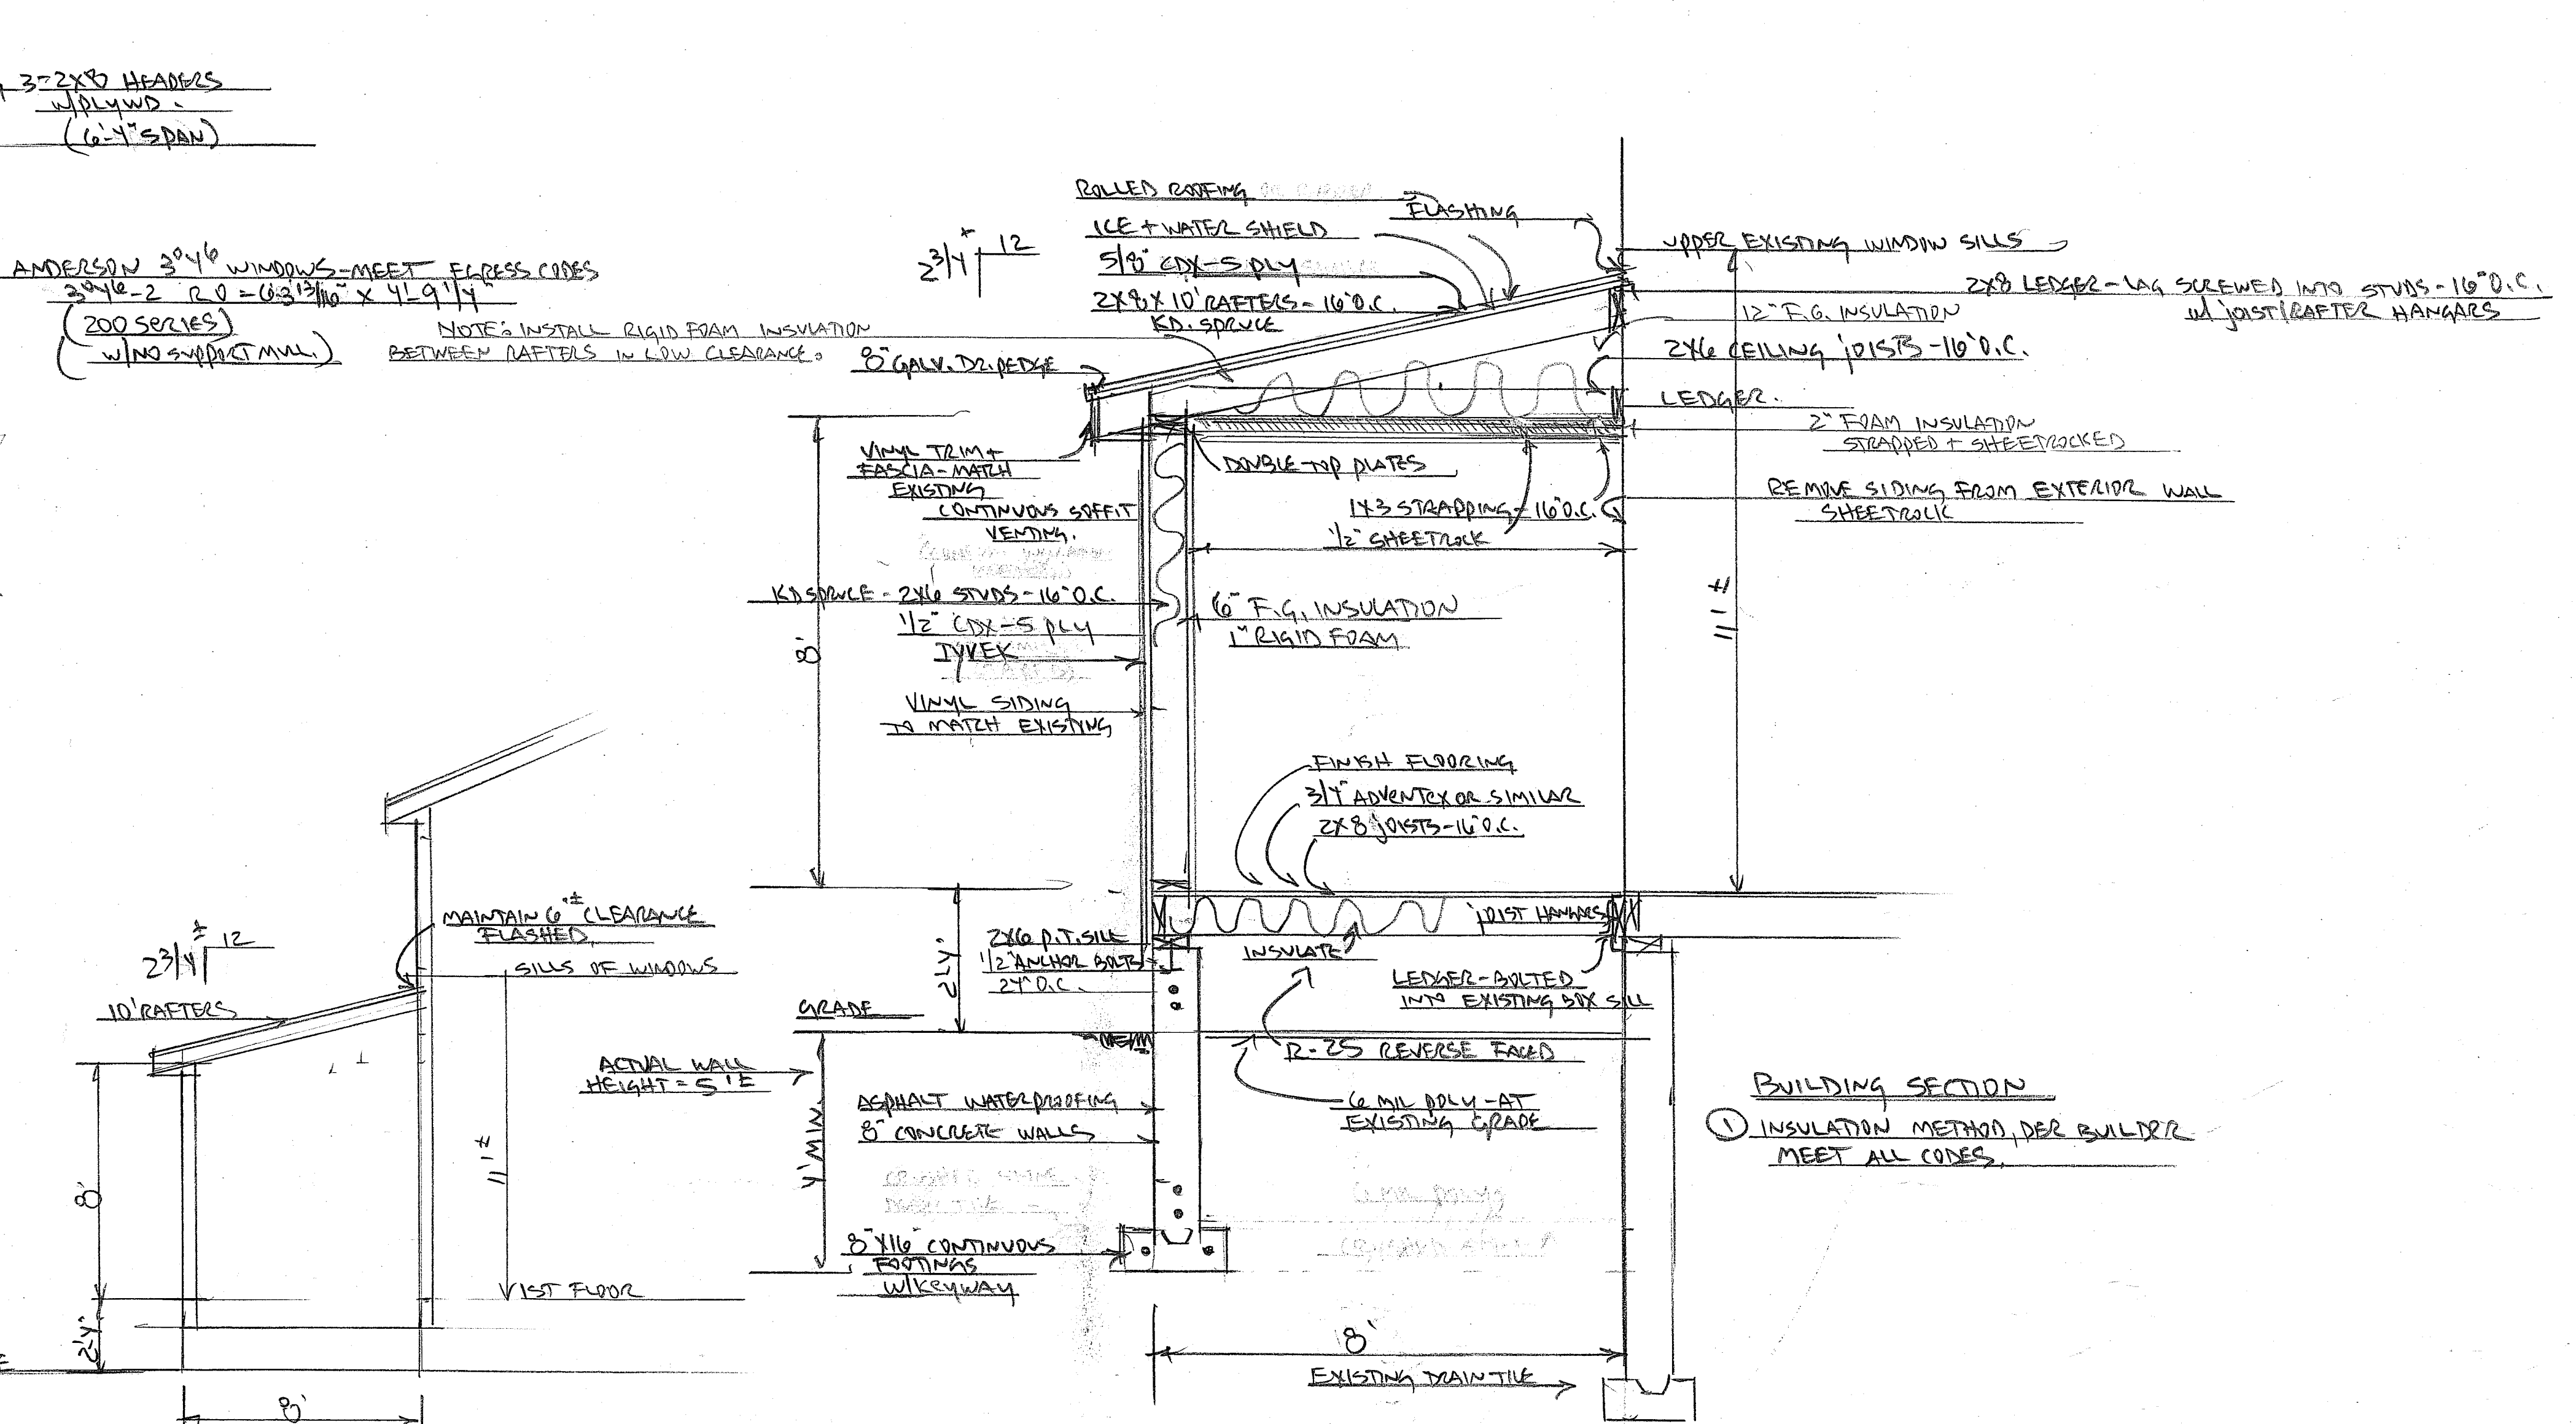 3-2X8 HEADERS
W/PLYWD.
(6'-4" SPAN)
ANDERSON 3⁰4⁶ WINDOWS-MEET EGRESS CODES
3⁰4⁶-2 RO = 6'-3 13/16" X 4'-9 1/4"
(200 SERIES)
(W/NO SUPPORT MULL.)
NOTE: INSTALL RIGID FOAM INSULATION
BETWEEN RAFTERS IN LOW CLEARANCE.
2 3/4± 12
ROLLED ROOFING OR RUBBER
FLASHING
ICE + WATER SHIELD
5/8" CDX-5 PLY
2X8X10' RAFTERS-16"O.C.
KD. SPRUCE
8" GALV. DR.PEDGE
UPPER EXISTING WINDOW SILLS
2X8 LEDGER-LAG SCREWED INTO STUDS-16"O.C.
W/ JOIST/RAFTER HANGARS
12" F.G. INSULATION
2X6 CEILING JOISTS-16"O.C.
LEDGER.
2" FOAM INSULATION
STRAPPED + SHEETROCKED
REMOVE SIDING FROM EXTERIOR WALL
SHEETROCK
VINYL TRIM +
FASCIA-MATCH
EXISTING
CONTINUOUS SOFFIT
VENTING.
DOUBLE-TOP PLATES
1X3 STRAPPING-16"O.C.
1/2" SHEETROCK
KD SPRUCE - 2X6 STUDS-16"O.C.
1/2" CDX-5 PLY
TYVEK
VINYL SIDING
TO MATCH EXISTING
6" F.G. INSULATION
1" RIGID FOAM
8'
11'±
FINISH FLOORING
3/4" ADVENTEX OR SIMILAR
2X8 JOISTS-16"O.C.
JOIST HANGARS
INSULATE
2X6 P.T. SILL
1/2" ANCHOR BOLTS
24" O.C.
2'-4"
LEDGER-BOLTED
INTO EXISTING BOX SILL
GRADE
R-25 REVERSE FACED
6 MIL POLY-AT
EXISTING GRADE
ACTUAL WALL
HEIGHT = 5'±
4' MIN
ASPHALT WATERPROOFING
8" CONCRETE WALLS
8"X16" CONTINUOUS
FOOTINGS
W/KEYWAY
6 MIL POLY
8'
EXISTING DRAIN TILE
BUILDING SECTION
① INSULATION METHOD, PER BUILDER
MEET ALL CODES.
MAINTAIN 6"± CLEARANCE
FLASHED.
2 3/4± 12
SILLS OF WINDOWS
10' RAFTERS
11'±
8'
1ST FLOOR
2'-4"
8'